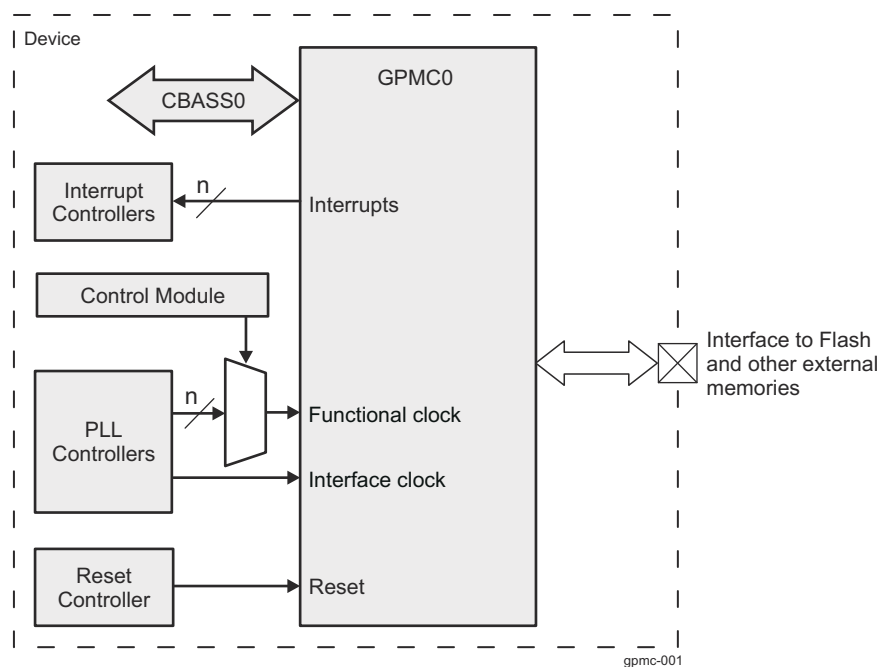 Device
GPMC0
CBASS0
n
Interrupt
Controllers
Interrupts
Control Module
Interface to Flash
and other external
memories
n
PLL
Controllers
Functional clock
Interface clock
Reset
Controller
Reset
gpmc-001